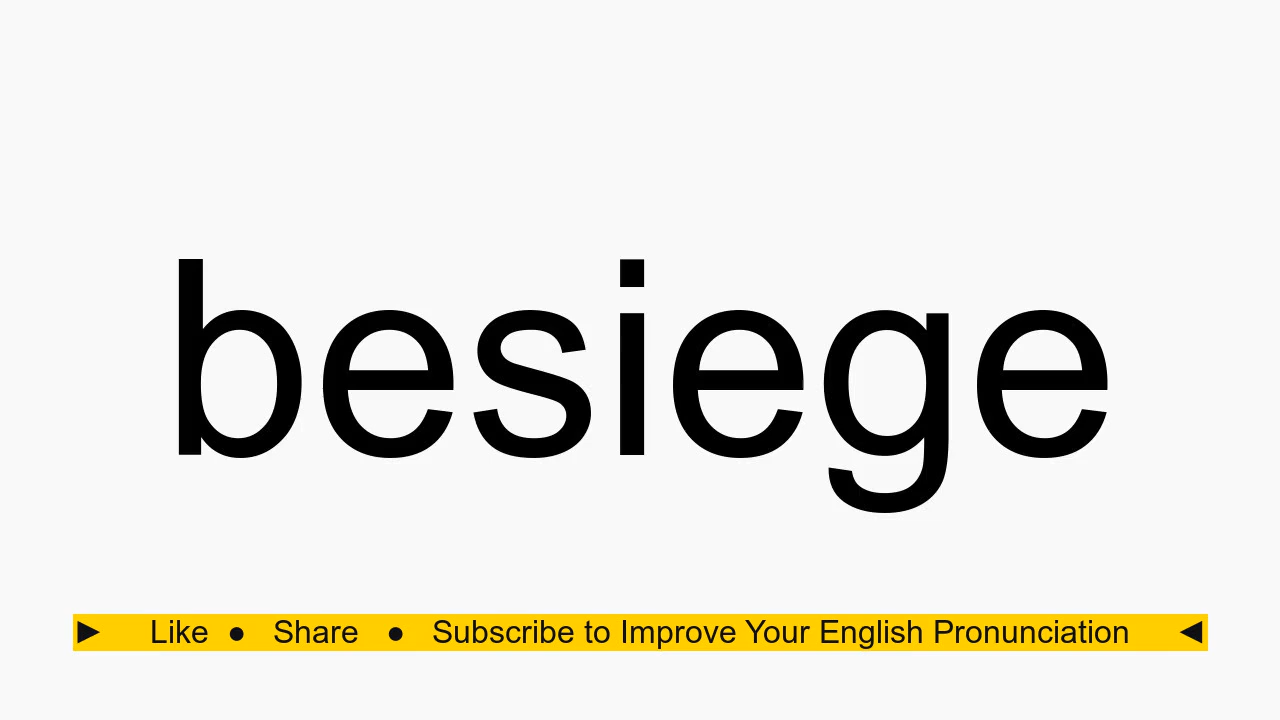 besiege
► Like ● Share ● Subscribe to Improve Your English Pronunciation ◄